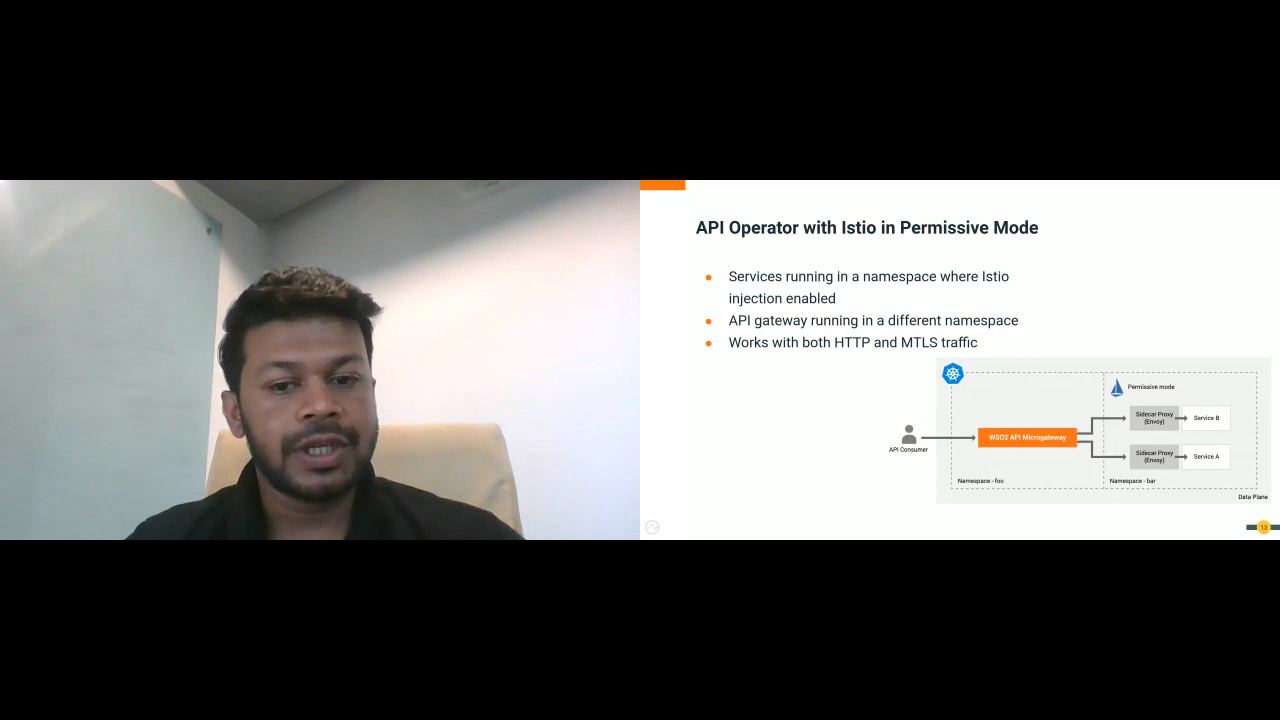 API Operator with Istio in Permissive Mode
● Services running in a namespace where Istio
injection enabled
● API gateway running in a different namespace
● Works with both HTTP and MTLS traffic
Permissive mode
Sidecar Proxy
(Envoy)
Service B
API Consumer
WSO2 API Microgateway
Sidecar Proxy
(Envoy)
Service A
Namespace - foo
Namespace - bar
Data Plane
13